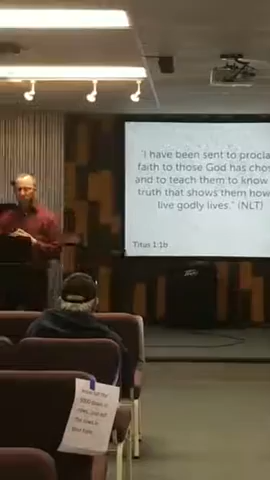 "I have been sent to procla
faith to those God has chos
and to teach them to know
truth that shows them how
live godly lives." (NLT)
Titus 1:1b